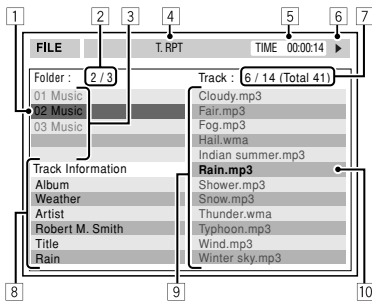 1 2 3 4 5 6 7
FILE T. RPT TIME 00:00:14
Folder : 2 / 3 Track : 6 / 14 (Total 41)
01 Music
02 Music
03 Music
Track Information
Album
Weather
Artist
Robert M. Smith
Title
Rain
Cloudy.mp3
Fair.mp3
Fog.mp3
Hail.wma
Indian summer.mp3
Rain.mp3
Shower.mp3
Snow.mp3
Thunder.wma
Typhoon.mp3
Wind.mp3
Winter sky.mp3
8 9 10